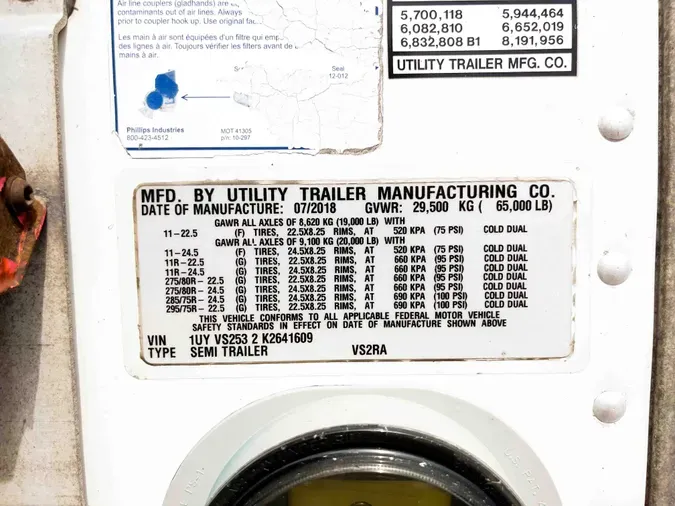 Air line couplers (gladhands) are
contaminants out of air lines. Always
prior to coupler hook up. Use original
Les main à air sont équipées d'un filtre qui
des lignes à air. Toujours vérifier les filters avant de
mains à air.
Seal
12-012
Phillips Industries
800-423-4512
MOT 41305
p/n: 10-297
5,700,118 5,944,464
6,082,810 6,652,019
6,832,808 B1 8,191,956
UTILITY TRAILER MFG. CO.
MFD. BY UTILITY TRAILER MANUFACTURING CO.
DATE OF MANUFACTURE: 07/2018 GVWR: 29,500 KG ( 65,000 LB)
GAWR ALL AXLES OF 8,620 KG (19,000 LB) WITH
11-22.5 (F) TIRES, 22.5X8.25 RIMS, AT 520 KPA (75 PSI) COLD DUAL
GAWR ALL AXLES OF 9,100 KG (20,000 LB) WITH
11-24.5 (F) TIRES, 24.5X8.25 RIMS, AT 520 KPA (75 PSI) COLD DUAL
11R-22.5 (G) TIRES, 22.5X8.25 RIMS, AT 660 KPA (95 PSI) COLD DUAL
11R-24.5 (G) TIRES, 24.5X8.25 RIMS, AT 660 KPA (95 PSI) COLD DUAL
275/80R-22.5 (G) TIRES, 22.5X8.25 RIMS, AT 660 KPA (95 PSI) COLD DUAL
275/80R-24.5 (G) TIRES, 24.5X8.25 RIMS, AT 660 KPA (95 PSI) COLD DUAL
285/75R-24.5 (G) TIRES, 24.5X8.25 RIMS, AT 690 KPA (100 PSI) COLD DUAL
295/75R-22.5 (G) TIRES, 22.5X8.25 RIMS, AT 690 KPA (100 PSI) COLD DUAL
THIS VEHICLE CONFORMS TO ALL APPLICABLE FEDERAL MOTOR VEHICLE
SAFETY STANDARDS IN EFFECT ON DATE OF MANUFACTURE SHOWN ABOVE
VIN 1UY VS253 2 K2641609
TYPE SEMI TRAILER VS2RA